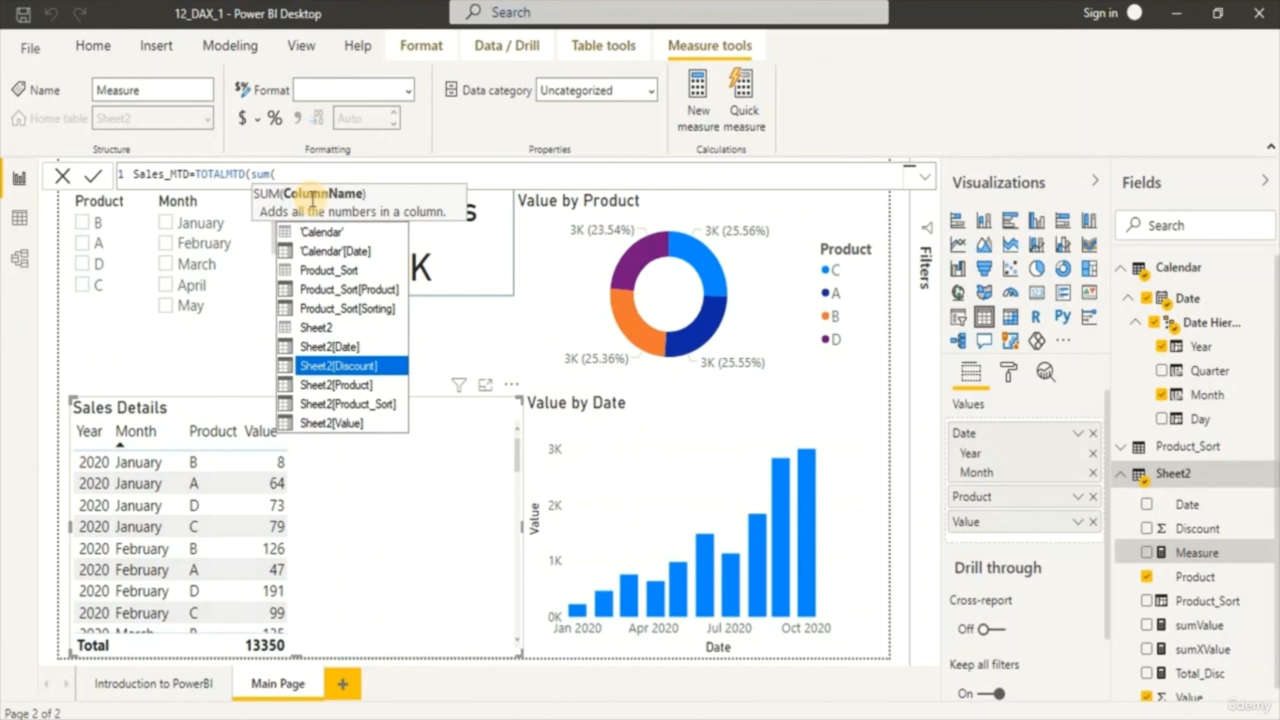 12_DAX_1 - Power BI Desktop
Search
Sign in
File
Home
Insert
Modeling
View
Help
Format
Data / Drill
Table tools
Measure tools
Name
Measure
Home table
Sheet2
Structure
Format
$
%
Auto
Formatting
Data category
Uncategorized
Properties
New
measure
Quick
measure
Calculations
1 Sales_MTD=TOTALMTD(sum(
SUM(ColumnName)
Adds all the numbers in a column.
'Calendar'
'Calendar'[Date]
Product_Sort
Product_Sort[Product]
Product_Sort[Sorting]
Sheet2
Sheet2[Date]
Sheet2[Discount]
Sheet2[Product]
Sheet2[Product_Sort]
Sheet2[Value]
Product
B
A
D
C
Month
January
February
March
April
May
S
K
Value by Product
3K (23.54%)
3K (25.56%)
3K (25.36%)
3K (25.55%)
Product
C
A
B
D
Sales Details
Year Month Product Value
2020 January B 8
2020 January A 64
2020 January D 73
2020 January C 79
2020 February B 126
2020 February A 47
2020 February D 191
2020 February C 99
Total 13350
Value by Date
3K
2K
1K
0K
Value
Jan 2020
Apr 2020
Jul 2020
Oct 2020
Date
Filters
Visualizations
R
Py
Values
Date
Year
Month
Product
Value
Drill through
Cross-report
Off
Keep all filters
On
Fields
Search
Calendar
Date
Date Hier...
Year
Quarter
Month
Day
Product_Sort
Sheet2
Date
Σ Discount
Measure
Product
Product_Sort
sumValue
sumXValue
Total_Disc
Σ Value
Introduction to PowerBI
Main Page
+
Page 2 of 2
ûdemy